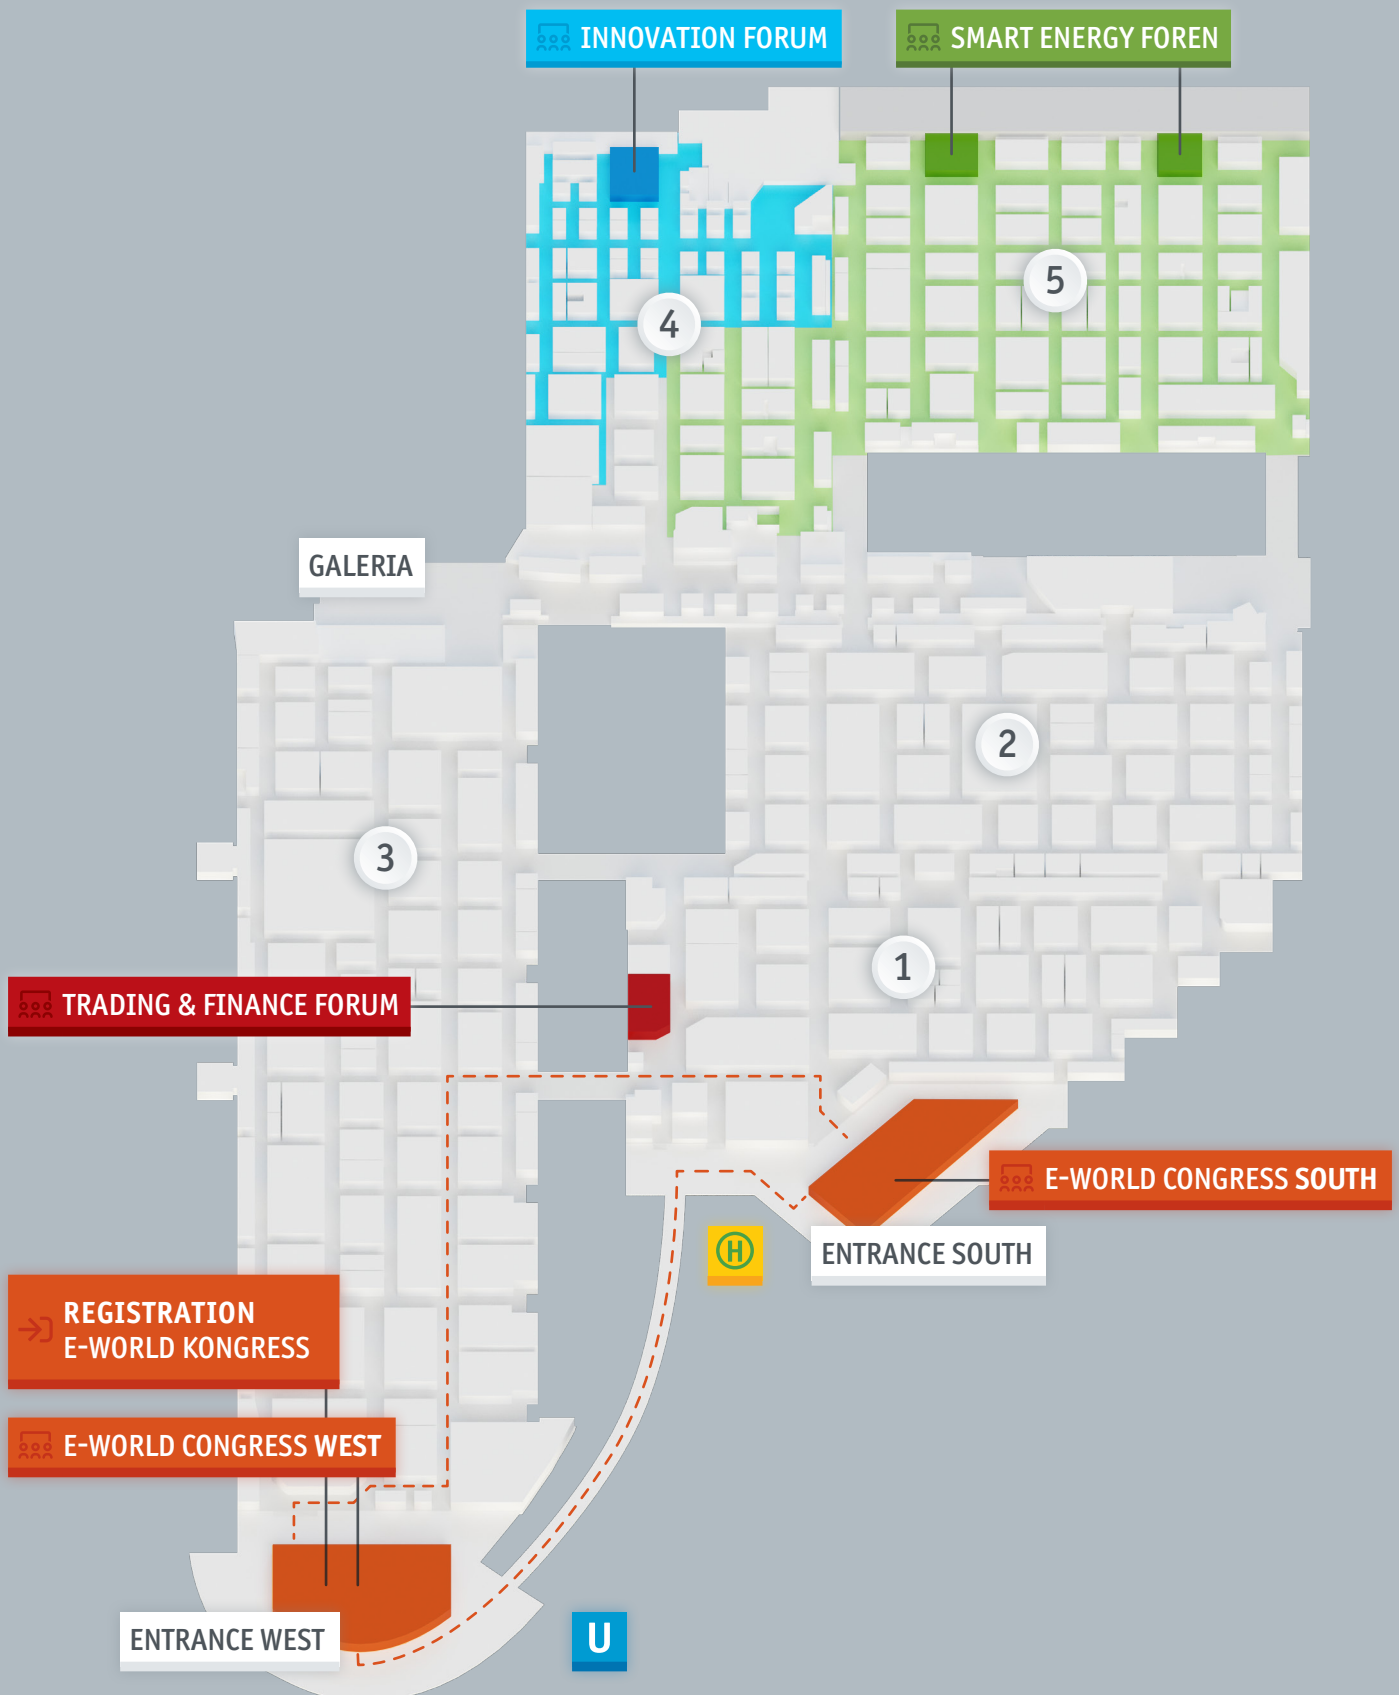 INNOVATION FORUM
SMART ENERGY FOREN
5
4
GALERIA
2
3
1
TRADING & FINANCE FORUM
E-WORLD CONGRESS SOUTH
H
ENTRANCE SOUTH
REGISTRATION
E-WORLD KONGRESS
E-WORLD CONGRESS WEST
ENTRANCE WEST
U